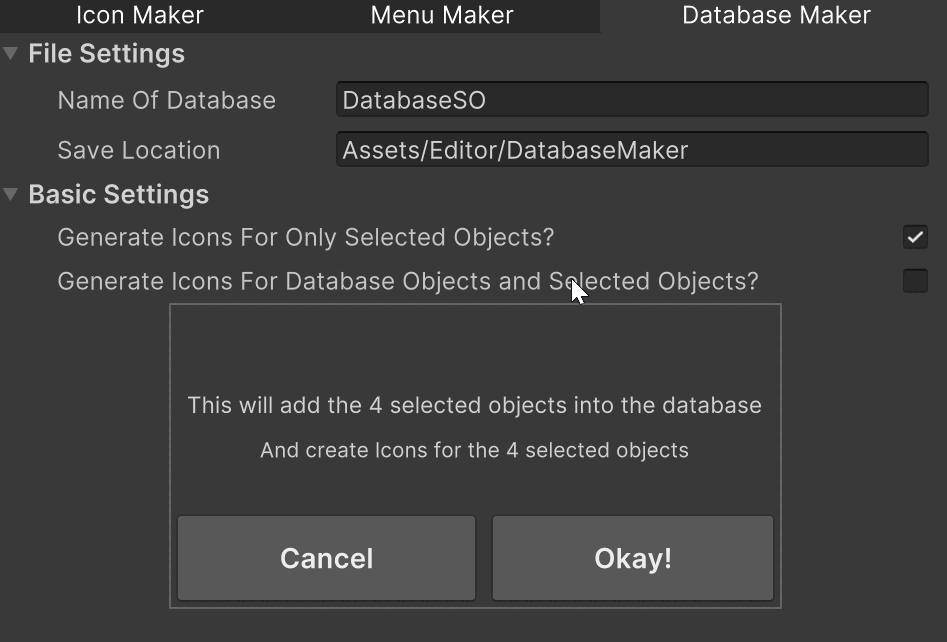 Icon Maker Menu Maker Database Maker
File Settings
Name Of Database DatabaseSO
Save Location Assets/Editor/DatabaseMaker
Basic Settings
Generate Icons For Only Selected Objects?
Generate Icons For Database Objects and Selected Objects?
This will add the 4 selected objects into the database
And create Icons for the 4 selected objects
Cancel Okay!